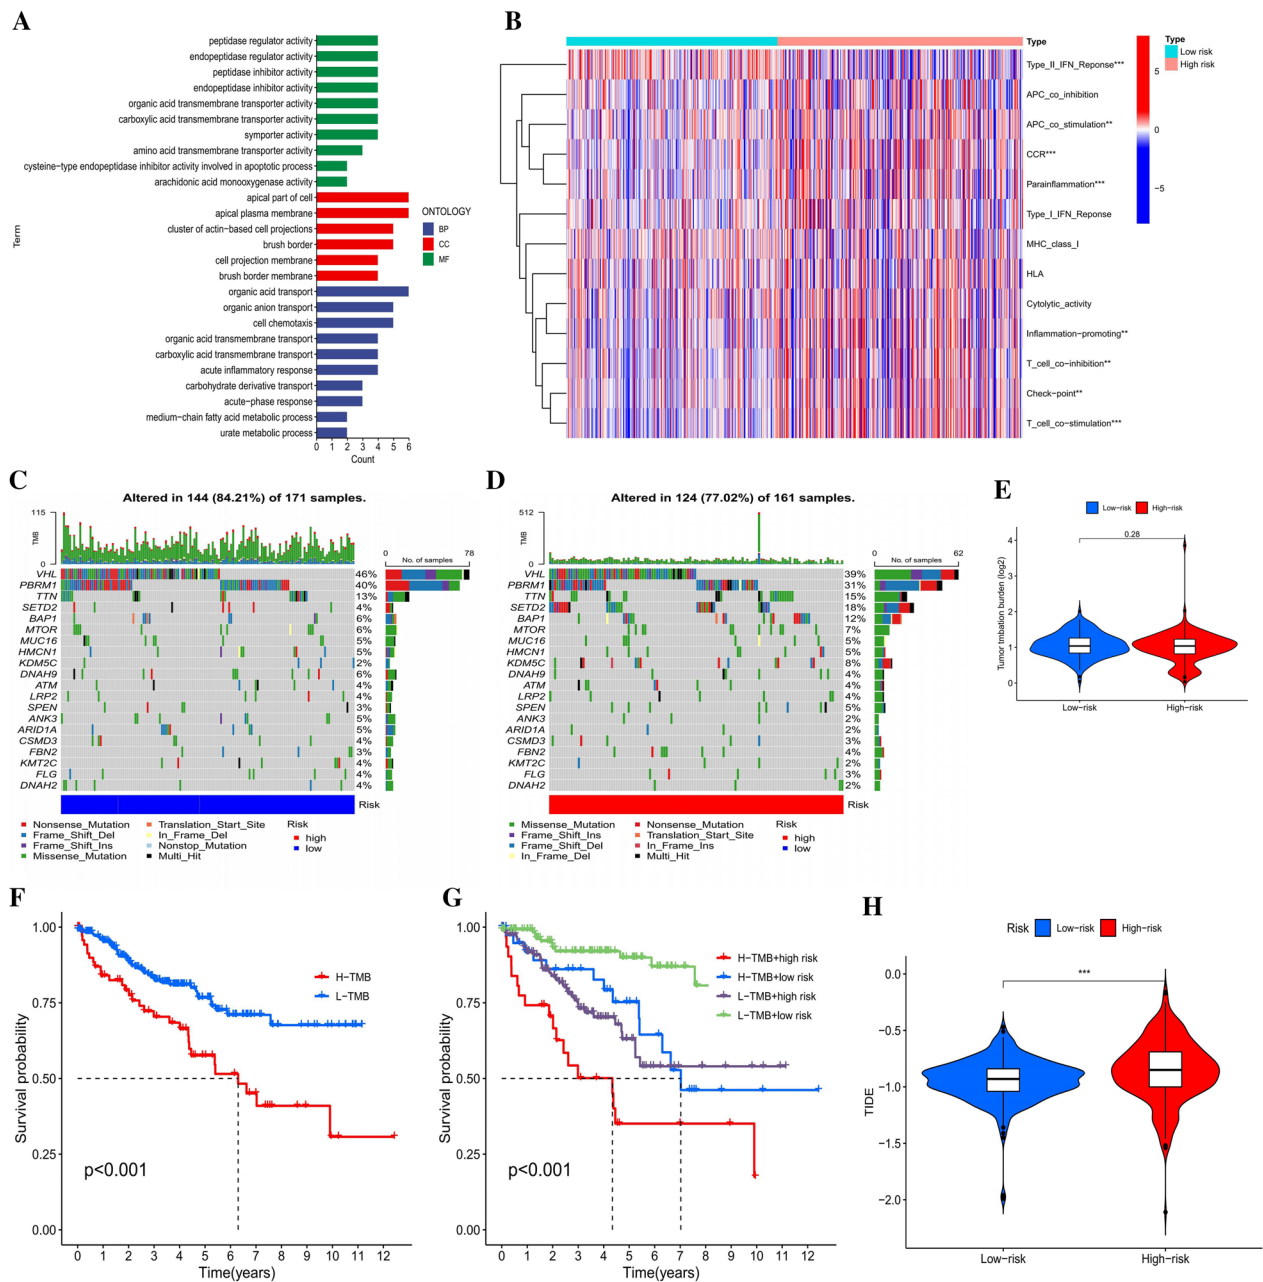 A
peptidase regulator activity
endopeptidase regulator activity
peptidase inhibitor activity
endopeptidase inhibitor activity
organic acid transmembrane transporter activity
carboxylic acid transmembrane transporter activity
symporter activity
amino acid transmembrane transporter activity
cysteine-type endopeptidase inhibitor activity involved in apoptotic process
arachidonic acid monooxygenase activity
apical part of cell
apical plasma membrane
cluster of actin-based cell projections
brush border
cell projection membrane
brush border membrane
organic acid transport
organic anion transport
cell chemotaxis
organic acid transmembrane transport
carboxylic acid transmembrane transport
acute inflammatory response
carbohydrate derivative transport
acute-phase response
medium-chain fatty acid metabolic process
urate metabolic process
Term
0 1 2 3 4 5 6
Count
ONTOLOGY
BP
CC
MF
B
Type
Type_II_IFN_Reponse***
APC_co_inhibition
APC_co_stimulation**
CCR***
Parainflammation***
Type_I_IFN_Reponse
MHC_class_I
HLA
Cytolytic_activity
Inflammation−promoting**
T_cell_co−inhibition**
Check−point**
T_cell_co−stimulation***
5
0
−5
Type
Low risk
High risk
C
Altered in 144 (84.21%) of 171 samples.
115
TMB
0
No. of samples
0 78
VHL 46%
PBRM1 40%
TTN 13%
SETD2 4%
BAP1 6%
MTOR 6%
MUC16 5%
HMCN1 5%
KDM5C 2%
DNAH9 6%
ATM 4%
LRP2 4%
SPEN 3%
ANK3 5%
ARID1A 5%
CSMD3 4%
FBN2 3%
KMT2C 4%
FLG 4%
DNAH2 4%
Risk
Nonsense_Mutation
Frame_Shift_Del
Frame_Shift_Ins
Missense_Mutation
Translation_Start_Site
In_Frame_Del
Nonstop_Mutation
Multi_Hit
Risk
high
low
D
Altered in 124 (77.02%) of 161 samples.
512
TMB
0
No. of samples
0 62
VHL 39%
PBRM1 31%
TTN 15%
SETD2 18%
BAP1 12%
MTOR 7%
MUC16 5%
HMCN1 5%
KDM5C 8%
DNAH9 4%
ATM 4%
LRP2 4%
SPEN 5%
ANK3 2%
ARID1A 2%
CSMD3 3%
FBN2 4%
KMT2C 2%
FLG 3%
DNAH2 2%
Risk
Missense_Mutation
Frame_Shift_Ins
Frame_Shift_Del
In_Frame_Del
Nonsense_Mutation
Translation_Start_Site
In_Frame_Ins
Multi_Hit
Risk
high
low
E
Low−risk High−risk
0.28
Tumor tmbation burden (log2)
4
3
2
1
0
Low−risk High−risk
F
Survival probability
1.00
0.75
0.50
0.25
0.00
H−TMB
L−TMB
p<0.001
0 1 2 3 4 5 6 7 8 9 10 11 12
Time(years)
G
Survival probability
1.00
0.75
0.50
0.25
0.00
H−TMB+high risk
H−TMB+low risk
L−TMB+high risk
L−TMB+low risk
p<0.001
0 1 2 3 4 5 6 7 8 9 10 11 12
Time(years)
H
Risk Low−risk High−risk
***
TIDE
0.0
−0.5
−1.0
−1.5
−2.0
Low−risk High−risk